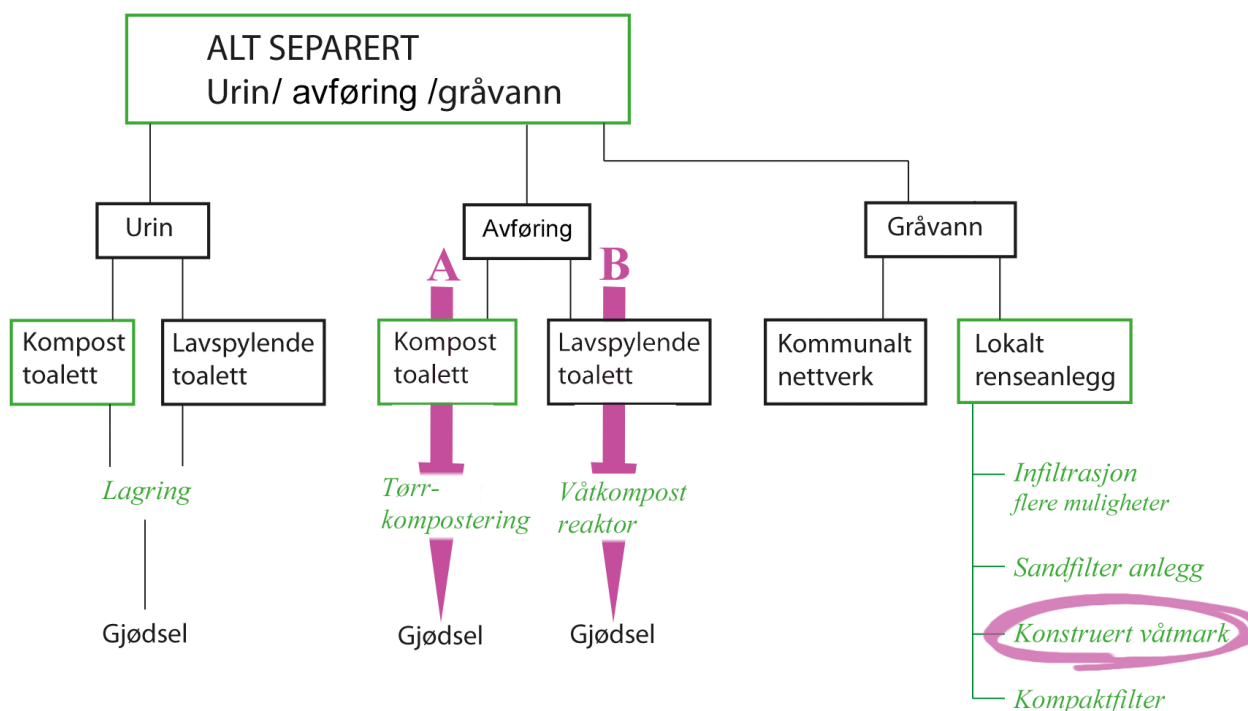 ALT SEPARERT
Urin/ avføring /gråvann
Urin
Avføring
Gråvann
A
B
Kompost
toalett
Lavspylende
toalett
Kompost
toalett
Lavspylende
toalett
Kommunalt
nettverk
Lokalt
renseanlegg
Lagring
Tørr-
kompostering
Våtkompost
reaktor
Infiltrasjon
flere muligheter
Sandfilter anlegg
Konstruert våtmark
Kompaktfilter
Gjødsel
Gjødsel
Gjødsel